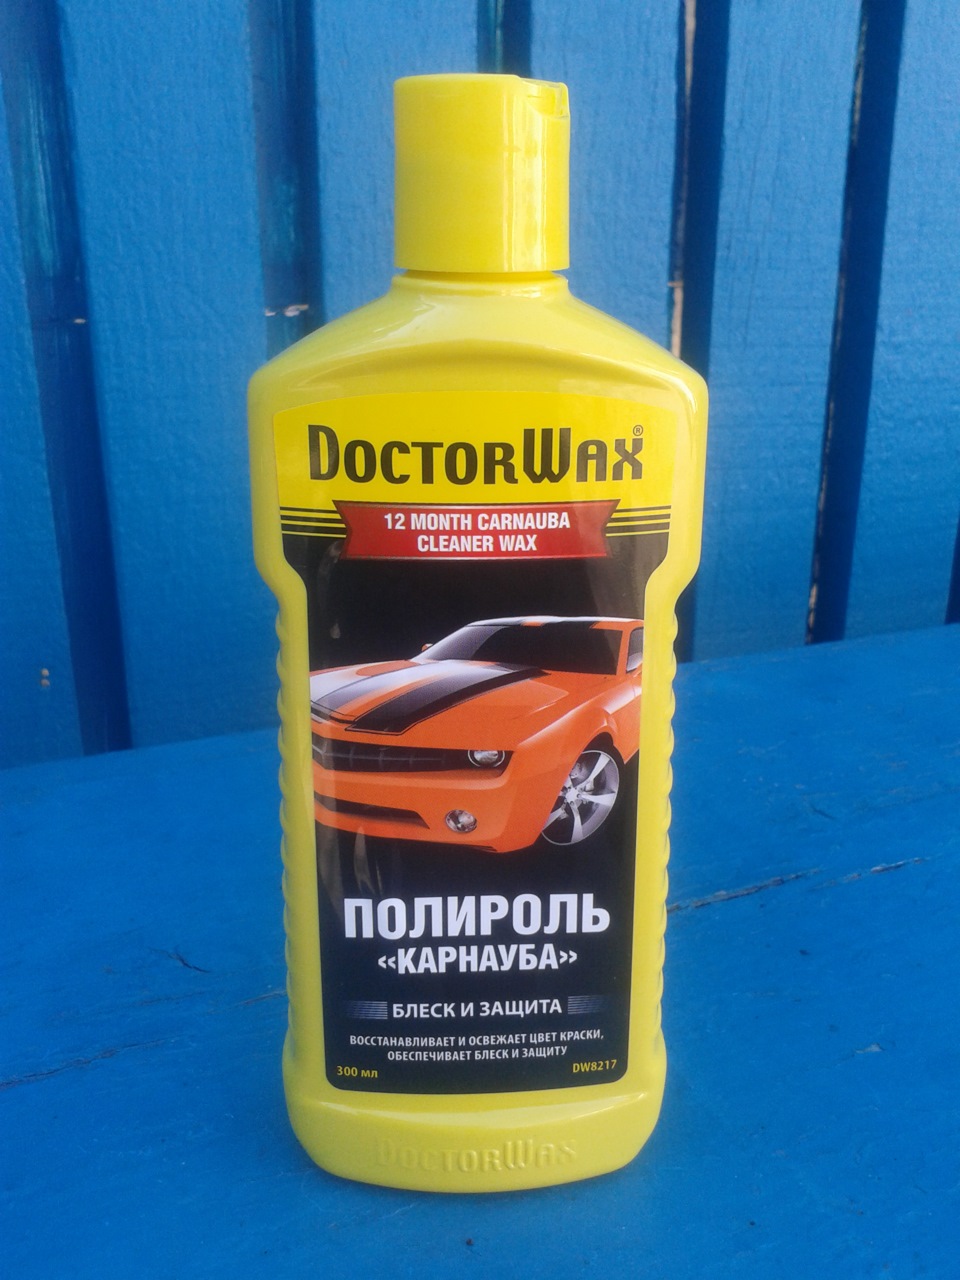 DOCTORWAX®
12 MONTH CARNAUBA
CLEANER WAX
ПОЛИРОЛЬ
«КАРНАУБА»
БЛЕСК И ЗАЩИТА
ВОССТАНАВЛИВАЕТ И ОСВЕЖАЕТ ЦВЕТ КРАСКИ,
ОБЕСПЕЧИВАЕТ БЛЕСК И ЗАЩИТУ
300 мл DW8217
DOCTORWAX